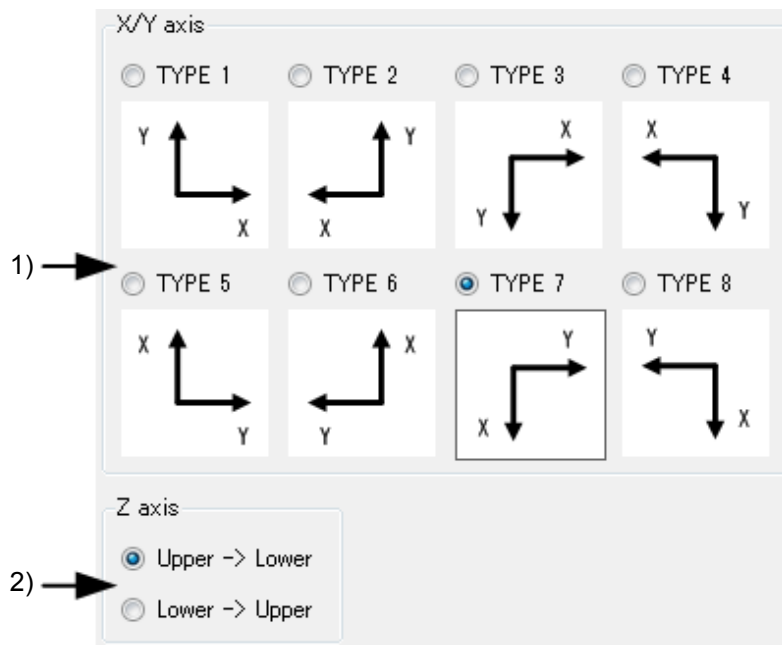 X/Y axis
TYPE 1 TYPE 2 TYPE 3 TYPE 4
Y Y X X
X X Y Y
1)
TYPE 5 TYPE 6 TYPE 7 TYPE 8
X X Y Y
Y Y X X
Z axis
Upper -> Lower
2)
Lower -> Upper